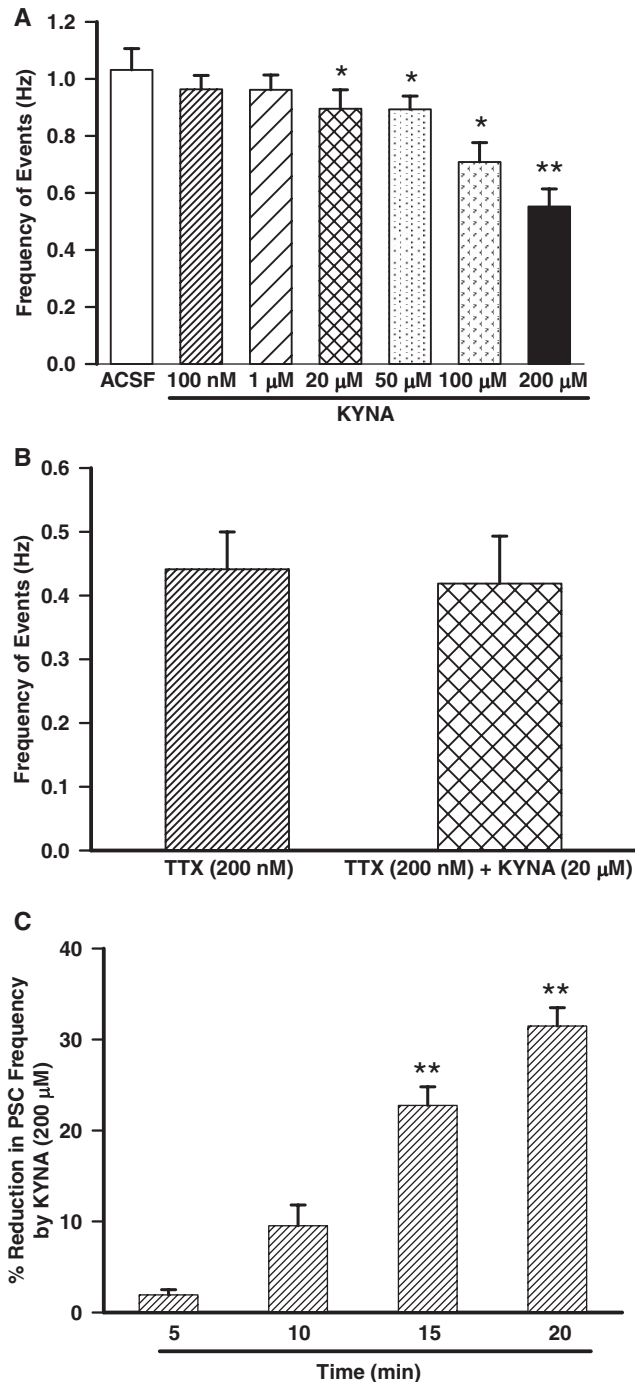 A
Frequency of Events (Hz)
1.2
1.0
0.8
0.6
0.4
0.2
0.0
*
*
*
**
ACSF
100 nM
1 μM
20 μM
50 μM
100 μM
200 μM
KYNA
B
Frequency of Events (Hz)
0.6
0.5
0.4
0.3
0.2
0.1
0.0
TTX (200 nM)
TTX (200 nM) + KYNA (20 μM)
C
% Reduction in PSC Frequency
by KYNA (200 μM)
40
30
20
10
0
**
**
5
10
15
20
Time (min)